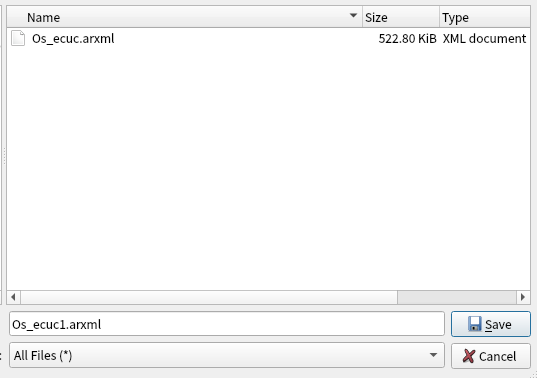 Name Size Type
Os_ecuc.arxml 522.80 KiB XML document
Os_ecuc1.arxml Save
: All Files (*) Cancel